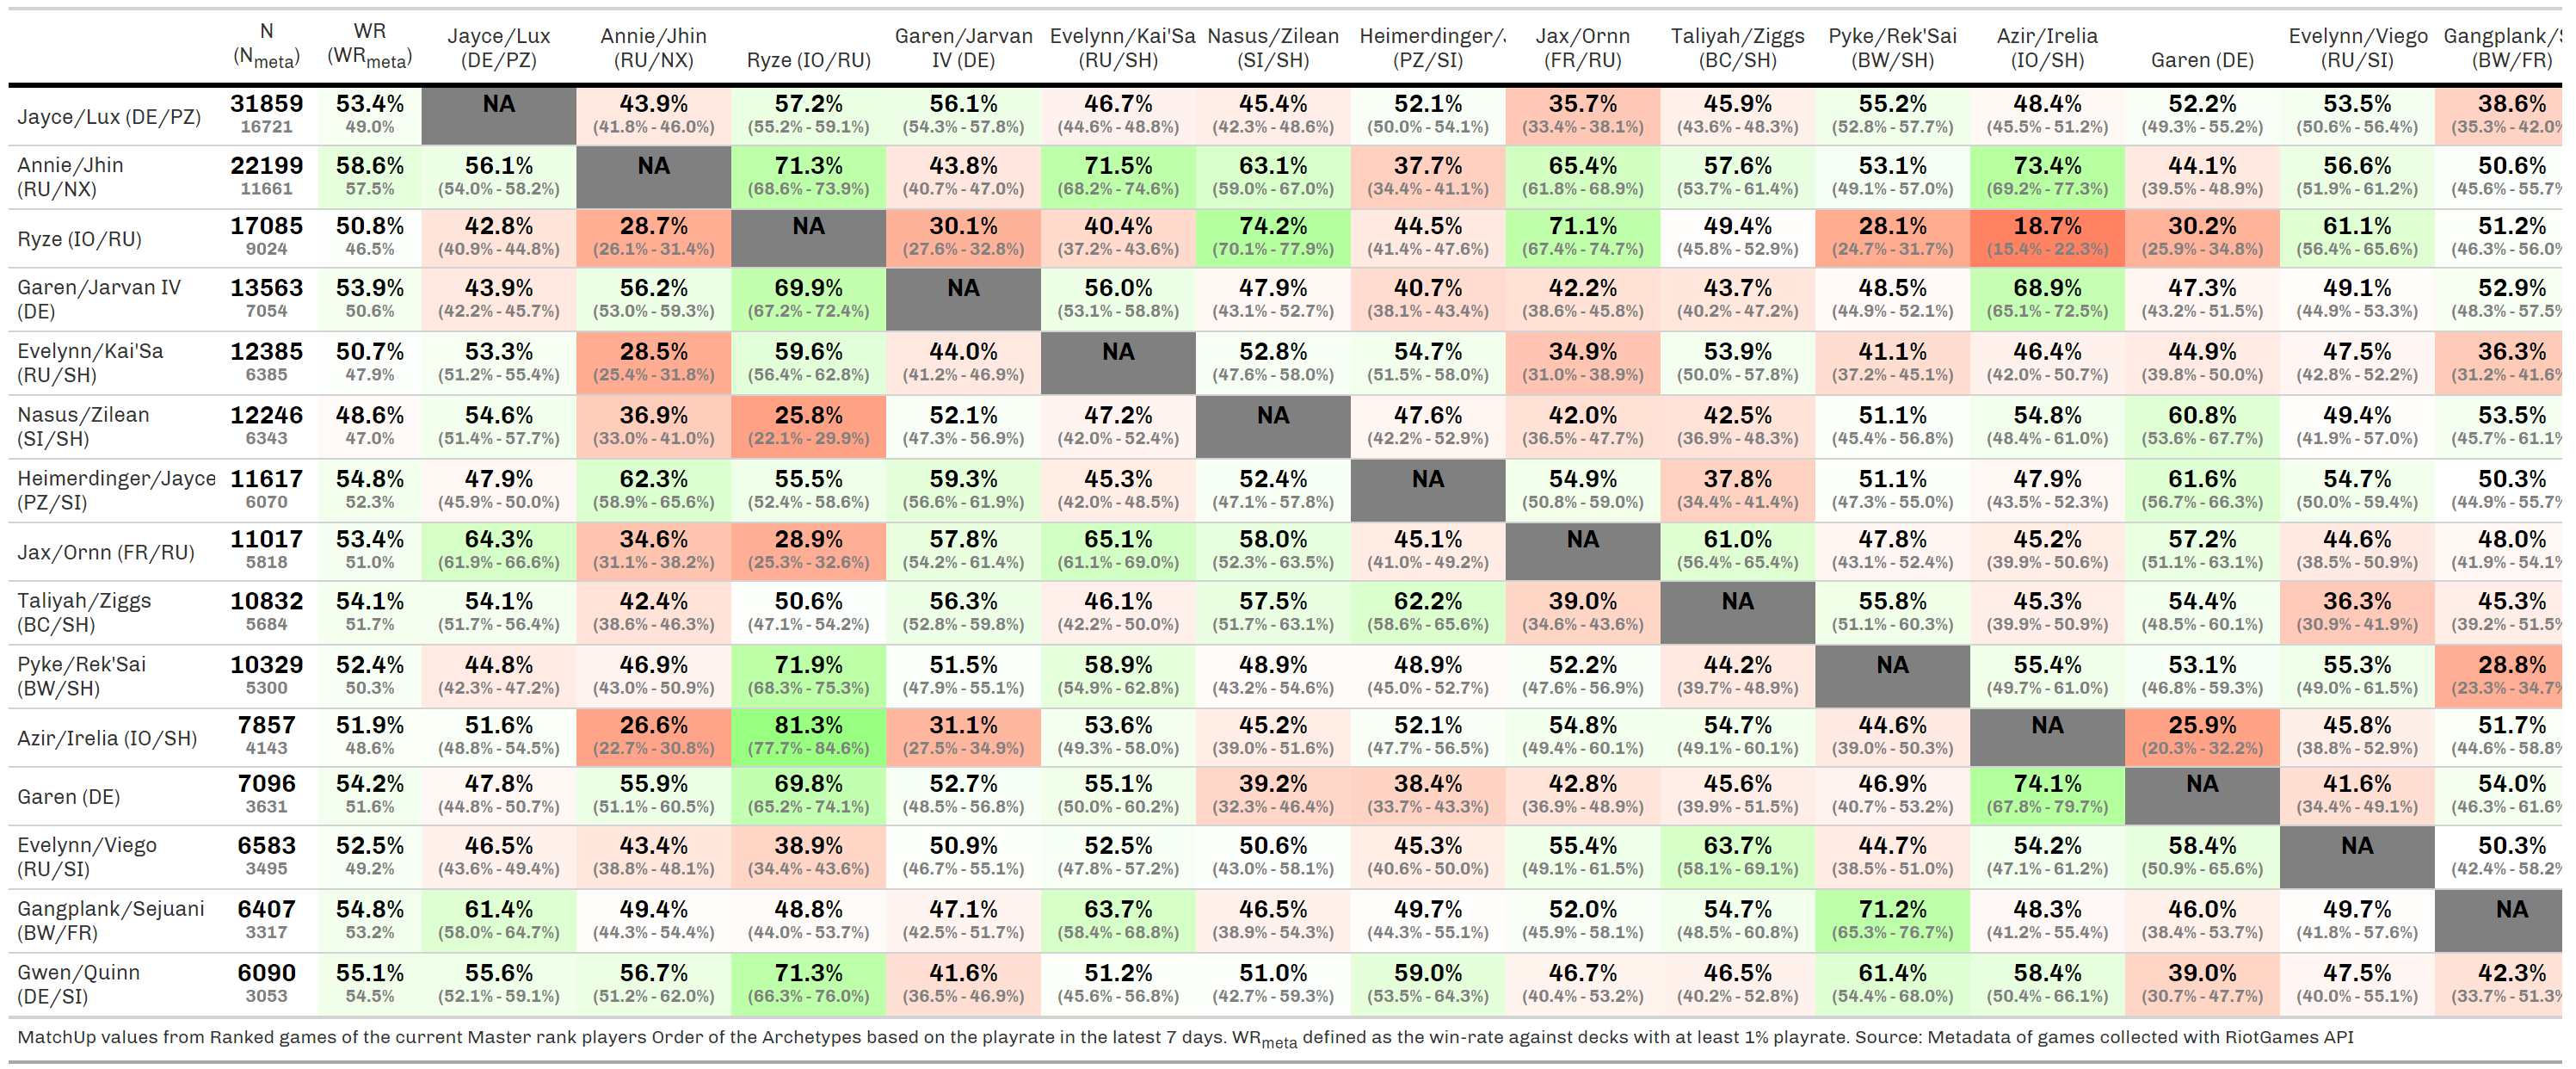 N WR Jayce/Lux Annie/Jhin Garen/Jarvan Evelynn/Kai'Sa Nasus/Zilean Heimerdinger/ Jax/Ornn Taliyah/Ziggs Pyke/Rek'Sai Azir/Irelia Evelynn/Viego Gangplank/
(Nmeta) (WRmeta) (DE/PZ) (RU/NX) Ryze (IO/RU) IV (DE) (RU/SH) (SI/SH) (PZ/SI) (FR/RU) (BC/SH) (BW/SH) (IO/SH) Garen (DE) (RU/SI) (BW/FR)
Jayce/Lux (DE/PZ) 31859 53.4% NA 43.9% 57.2% 56.1% 46.7% 45.4% 52.1% 35.7% 45.9% 55.2% 48.4% 52.2% 53.5% 38.6%
16721 49.0% (41.8% - 46.0%) (55.2% - 59.1%) (54.3% - 57.8%) (44.6% - 48.8%) (42.3% - 48.6%) (50.0% - 54.1%) (33.4% - 38.1%) (43.6% - 48.3%) (52.8% - 57.7%) (45.5% - 51.2%) (49.3% - 55.2%) (50.6% - 56.4%) (35.3% - 42.0%
Annie/Jhin 22199 58.6% 56.1% NA 71.3% 43.8% 71.5% 63.1% 37.7% 65.4% 57.6% 53.1% 73.4% 44.1% 56.6% 50.6%
(RU/NX) 11661 57.5% (54.0% - 58.2%) (68.6% - 73.9%) (40.7% - 47.0%) (68.2% - 74.6%) (59.0% - 67.0%) (34.4% - 41.1%) (61.8% - 68.9%) (53.7% - 61.4%) (49.1% - 57.0%) (69.2% - 77.3%) (39.5% - 48.9%) (51.9% - 61.2%) (45.6% - 55.7%
Ryze (IO/RU) 17085 50.8% 42.8% 28.7% NA 30.1% 40.4% 74.2% 44.5% 71.1% 49.4% 28.1% 18.7% 30.2% 61.1% 51.2%
9024 46.5% (40.9% - 44.8%) (26.1% - 31.4%) (27.6% - 32.8%) (37.2% - 43.6%) (70.1% - 77.9%) (41.4% - 47.6%) (67.4% - 74.7%) (45.8% - 52.9%) (24.7% - 31.7%) (15.4% - 22.3%) (25.9% - 34.8%) (56.4% - 65.6%) (46.3% - 56.0%
Garen/Jarvan IV 13563 53.9% 43.9% 56.2% 69.9% NA 56.0% 47.9% 40.7% 42.2% 43.7% 48.5% 68.9% 47.3% 49.1% 52.9%
(DE) 7054 50.6% (42.2% - 45.7%) (53.0% - 59.3%) (67.2% - 72.4%) (53.1% - 58.8%) (43.1% - 52.7%) (38.1% - 43.4%) (38.6% - 45.8%) (40.2% - 47.2%) (44.9% - 52.1%) (65.1% - 72.5%) (43.2% - 51.5%) (44.9% - 53.3%) (48.3% - 57.5%
Evelynn/Kai'Sa 12385 50.7% 53.3% 28.5% 59.6% 44.0% NA 52.8% 54.7% 34.9% 53.9% 41.1% 46.4% 44.9% 47.5% 36.3%
(RU/SH) 6385 47.9% (51.2% - 55.4%) (25.4% - 31.8%) (56.4% - 62.8%) (41.2% - 46.9%) (47.6% - 58.0%) (51.5% - 58.0%) (31.0% - 38.9%) (50.0% - 57.8%) (37.2% - 45.1%) (42.0% - 50.7%) (39.8% - 50.0%) (42.8% - 52.2%) (31.2% - 41.6%
Nasus/Zilean 12246 48.6% 54.6% 36.9% 25.8% 52.1% 47.2% NA 47.6% 42.0% 42.5% 51.1% 54.8% 60.8% 49.4% 53.5%
(SI/SH) 6343 47.0% (51.4% - 57.7%) (33.0% - 41.0%) (22.1% - 29.9%) (47.3% - 56.9%) (42.0% - 52.4%) (42.2% - 52.9%) (36.5% - 47.7%) (36.9% - 48.3%) (45.4% - 56.8%) (48.4% - 61.0%) (53.6% - 67.7%) (41.9% - 57.0%) (45.7% - 61.1%
Heimerdinger/Jayce 11617 54.8% 47.9% 62.3% 55.5% 59.3% 45.3% 52.4% NA 54.9% 37.8% 51.1% 47.9% 61.6% 54.7% 50.3%
(PZ/SI) 6070 52.3% (45.9% - 50.0%) (58.9% - 65.6%) (52.4% - 58.6%) (56.6% - 61.9%) (42.0% - 48.5%) (47.1% - 57.8%) (50.8% - 59.0%) (34.4% - 41.4%) (47.3% - 55.0%) (43.5% - 52.3%) (56.7% - 66.3%) (50.0% - 59.4%) (44.9% - 55.7%
Jax/Ornn (FR/RU) 11017 53.4% 64.3% 34.6% 28.9% 57.8% 65.1% 58.0% 45.1% NA 61.0% 47.8% 45.2% 57.2% 44.6% 48.0%
5818 51.0% (61.9% - 66.6%) (31.1% - 38.2%) (25.3% - 32.6%) (54.2% - 61.4%) (61.1% - 69.0%) (52.3% - 63.5%) (41.0% - 49.2%) (56.4% - 65.4%) (43.1% - 52.4%) (39.9% - 50.6%) (51.1% - 63.1%) (38.5% - 50.9%) (41.9% - 54.1%
Taliyah/Ziggs 10832 54.1% 54.1% 42.4% 50.6% 56.3% 46.1% 57.5% 62.2% 39.0% NA 55.8% 45.3% 54.4% 36.3% 45.3%
(BC/SH) 5684 51.7% (51.7% - 56.4%) (38.6% - 46.3%) (47.1% - 54.2%) (52.8% - 59.8%) (42.2% - 50.0%) (51.7% - 63.1%) (58.6% - 65.6%) (34.6% - 43.6%) (51.1% - 60.3%) (39.9% - 50.9%) (48.5% - 60.1%) (30.9% - 41.9%) (39.2% - 51.5%
Pyke/Rek'Sai 10329 52.4% 44.8% 46.9% 71.9% 51.5% 58.9% 48.9% 48.9% 52.2% 44.2% NA 55.4% 53.1% 55.3% 28.8%
(BW/SH) 5300 50.3% (42.3% - 47.2%) (43.0% - 50.9%) (68.3% - 75.3%) (47.9% - 55.1%) (54.9% - 62.8%) (43.2% - 54.6%) (45.0% - 52.7%) (47.6% - 56.9%) (39.7% - 48.9%) (49.7% - 61.0%) (46.8% - 59.3%) (49.0% - 61.5%) (23.3% - 34.7%
Azir/Irelia (IO/SH) 7857 51.9% 51.6% 26.6% 81.3% 31.1% 53.6% 45.2% 52.1% 54.8% 54.7% 44.6% NA 25.9% 45.8% 51.7%
4143 48.6% (48.8% - 54.5%) (22.7% - 30.8%) (77.7% - 84.6%) (27.5% - 34.9%) (49.3% - 58.0%) (39.0% - 51.6%) (47.7% - 56.5%) (49.4% - 60.1%) (49.1% - 60.1%) (39.0% - 50.3%) (20.3% - 32.2%) (38.8% - 52.9%) (44.6% - 58.8%
Garen (DE) 7096 54.2% 47.8% 55.9% 69.8% 52.7% 55.1% 39.2% 38.4% 42.8% 45.6% 46.9% 74.1% NA 41.6% 54.0%
3631 51.6% (44.8% - 50.7%) (51.1% - 60.5%) (65.2% - 74.1%) (48.5% - 56.8%) (50.0% - 60.2%) (32.3% - 46.4%) (33.7% - 43.3%) (36.9% - 48.9%) (39.9% - 51.5%) (40.7% - 53.2%) (67.8% - 79.7%) (34.4% - 49.1%) (46.3% - 61.6%
Evelynn/Viego 6583 52.5% 46.5% 43.4% 38.9% 50.9% 52.5% 50.6% 45.3% 55.4% 63.7% 44.7% 54.2% 58.4% NA 50.3%
(RU/SI) 3495 49.2% (43.6% - 49.4%) (38.8% - 48.1%) (34.4% - 43.6%) (46.7% - 55.1%) (47.8% - 57.2%) (43.0% - 58.1%) (40.6% - 50.0%) (49.1% - 61.5%) (58.1% - 69.1%) (38.5% - 51.0%) (47.1% - 61.2%) (50.9% - 65.6%) (42.4% - 58.2%
Gangplank/Sejuani 6407 54.8% 61.4% 49.4% 48.8% 47.1% 63.7% 46.5% 49.7% 52.0% 54.7% 71.2% 48.3% 46.0% 49.7% NA
(BW/FR) 3317 53.2% (58.0% - 64.7%) (44.3% - 54.4%) (44.0% - 53.7%) (42.5% - 51.7%) (58.4% - 68.8%) (38.9% - 54.3%) (44.3% - 55.1%) (45.9% - 58.1%) (48.5% - 60.8%) (65.3% - 76.7%) (41.2% - 55.4%) (38.4% - 53.7%) (41.8% - 57.6%)
Gwen/Quinn 6090 55.1% 55.6% 56.7% 71.3% 41.6% 51.2% 51.0% 59.0% 46.7% 46.5% 61.4% 58.4% 39.0% 47.5% 42.3%
(DE/SI) 3053 54.5% (52.1% - 59.1%) (51.2% - 62.0%) (66.3% - 76.0%) (36.5% - 46.9%) (45.6% - 56.8%) (42.7% - 59.3%) (53.5% - 64.3%) (40.4% - 53.2%) (40.2% - 52.8%) (54.4% - 68.0%) (50.4% - 66.1%) (30.7% - 47.7%) (40.0% - 55.1%) (33.7% - 51.3%
MatchUp values from Ranked games of the current Master rank players Order of the Archetypes based on the playrate in the latest 7 days. WRmeta defined as the win-rate against decks with at least 1% playrate. Source: Metadata of games collected with RiotGames API